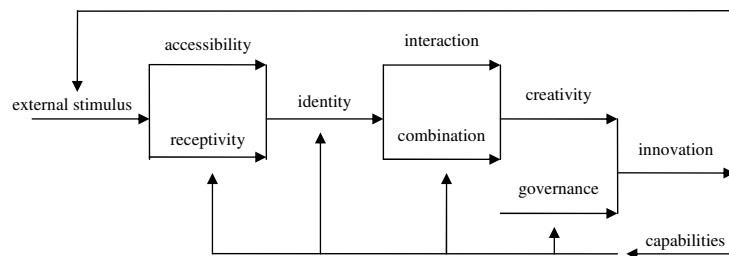 accessibility
interaction
external stimulus
identity
creativity
receptivity
combination
innovation
governance
capabilities